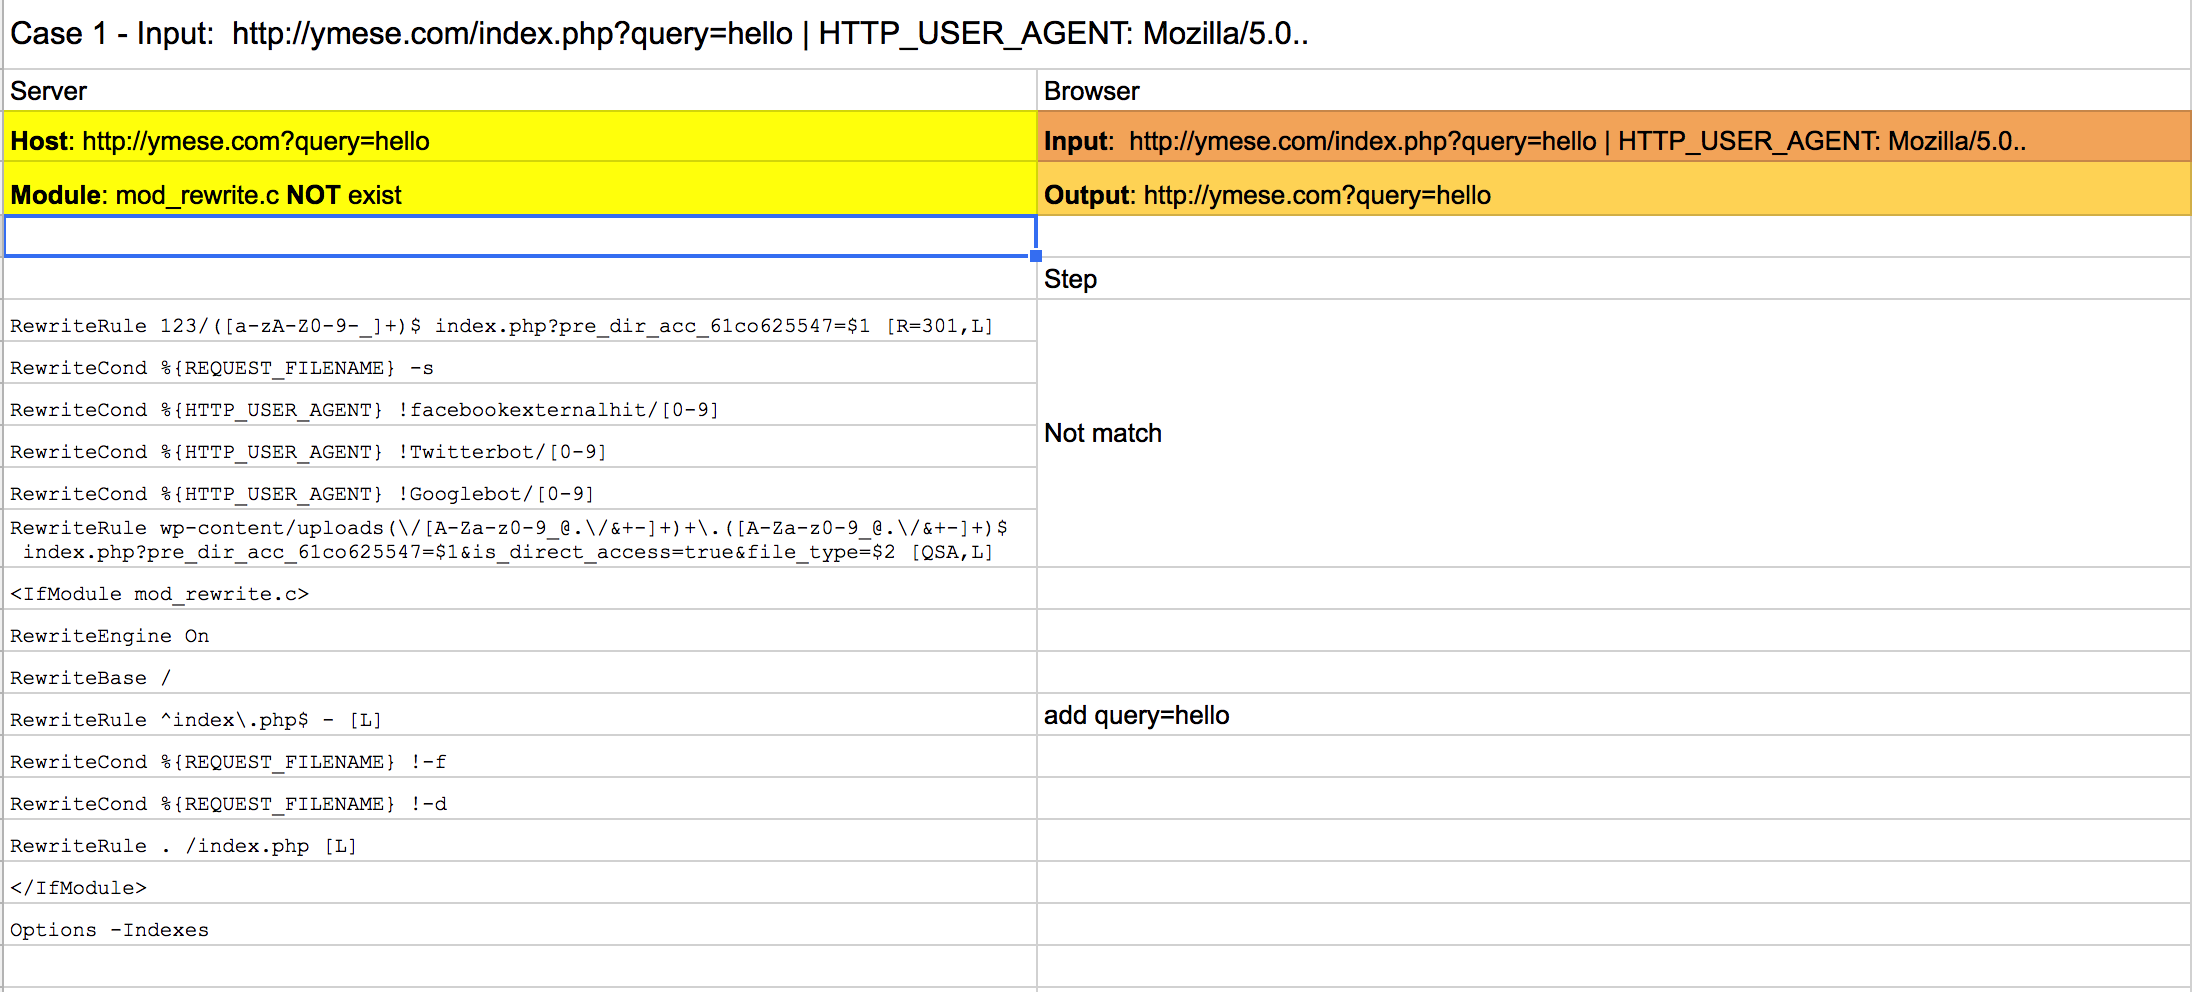 Case 1 - Input:  http://ymese.com/index.php?query=hello | HTTP_USER_AGENT: Mozilla/5.0..
Server
Browser
Host: http://ymese.com?query=hello
Input:  http://ymese.com/index.php?query=hello | HTTP_USER_AGENT: Mozilla/5.0..
Module: mod_rewrite.c NOT exist
Output: http://ymese.com?query=hello
Step
RewriteRule 123/([a-zA-Z0-9-_]+)$ index.php?pre_dir_acc_61co625547=$1 [R=301,L]
RewriteCond %{REQUEST_FILENAME} -s
RewriteCond %{HTTP_USER_AGENT} !facebookexternalhit/[0-9]
Not match
RewriteCond %{HTTP_USER_AGENT} !Twitterbot/[0-9]
RewriteCond %{HTTP_USER_AGENT} !Googlebot/[0-9]
RewriteRule wp-content/uploads(\/[A-Za-z0-9_@.\/&+-]+)+\.([A-Za-z0-9_@.\/&+-]+)$
index.php?pre_dir_acc_61co625547=$1&is_direct_access=true&file_type=$2 [QSA,L]
<IfModule mod_rewrite.c>
RewriteEngine On
RewriteBase /
RewriteRule ^index\.php$ - [L]
add query=hello
RewriteCond %{REQUEST_FILENAME} !-f
RewriteCond %{REQUEST_FILENAME} !-d
RewriteRule . /index.php [L]
</IfModule>
Options -Indexes